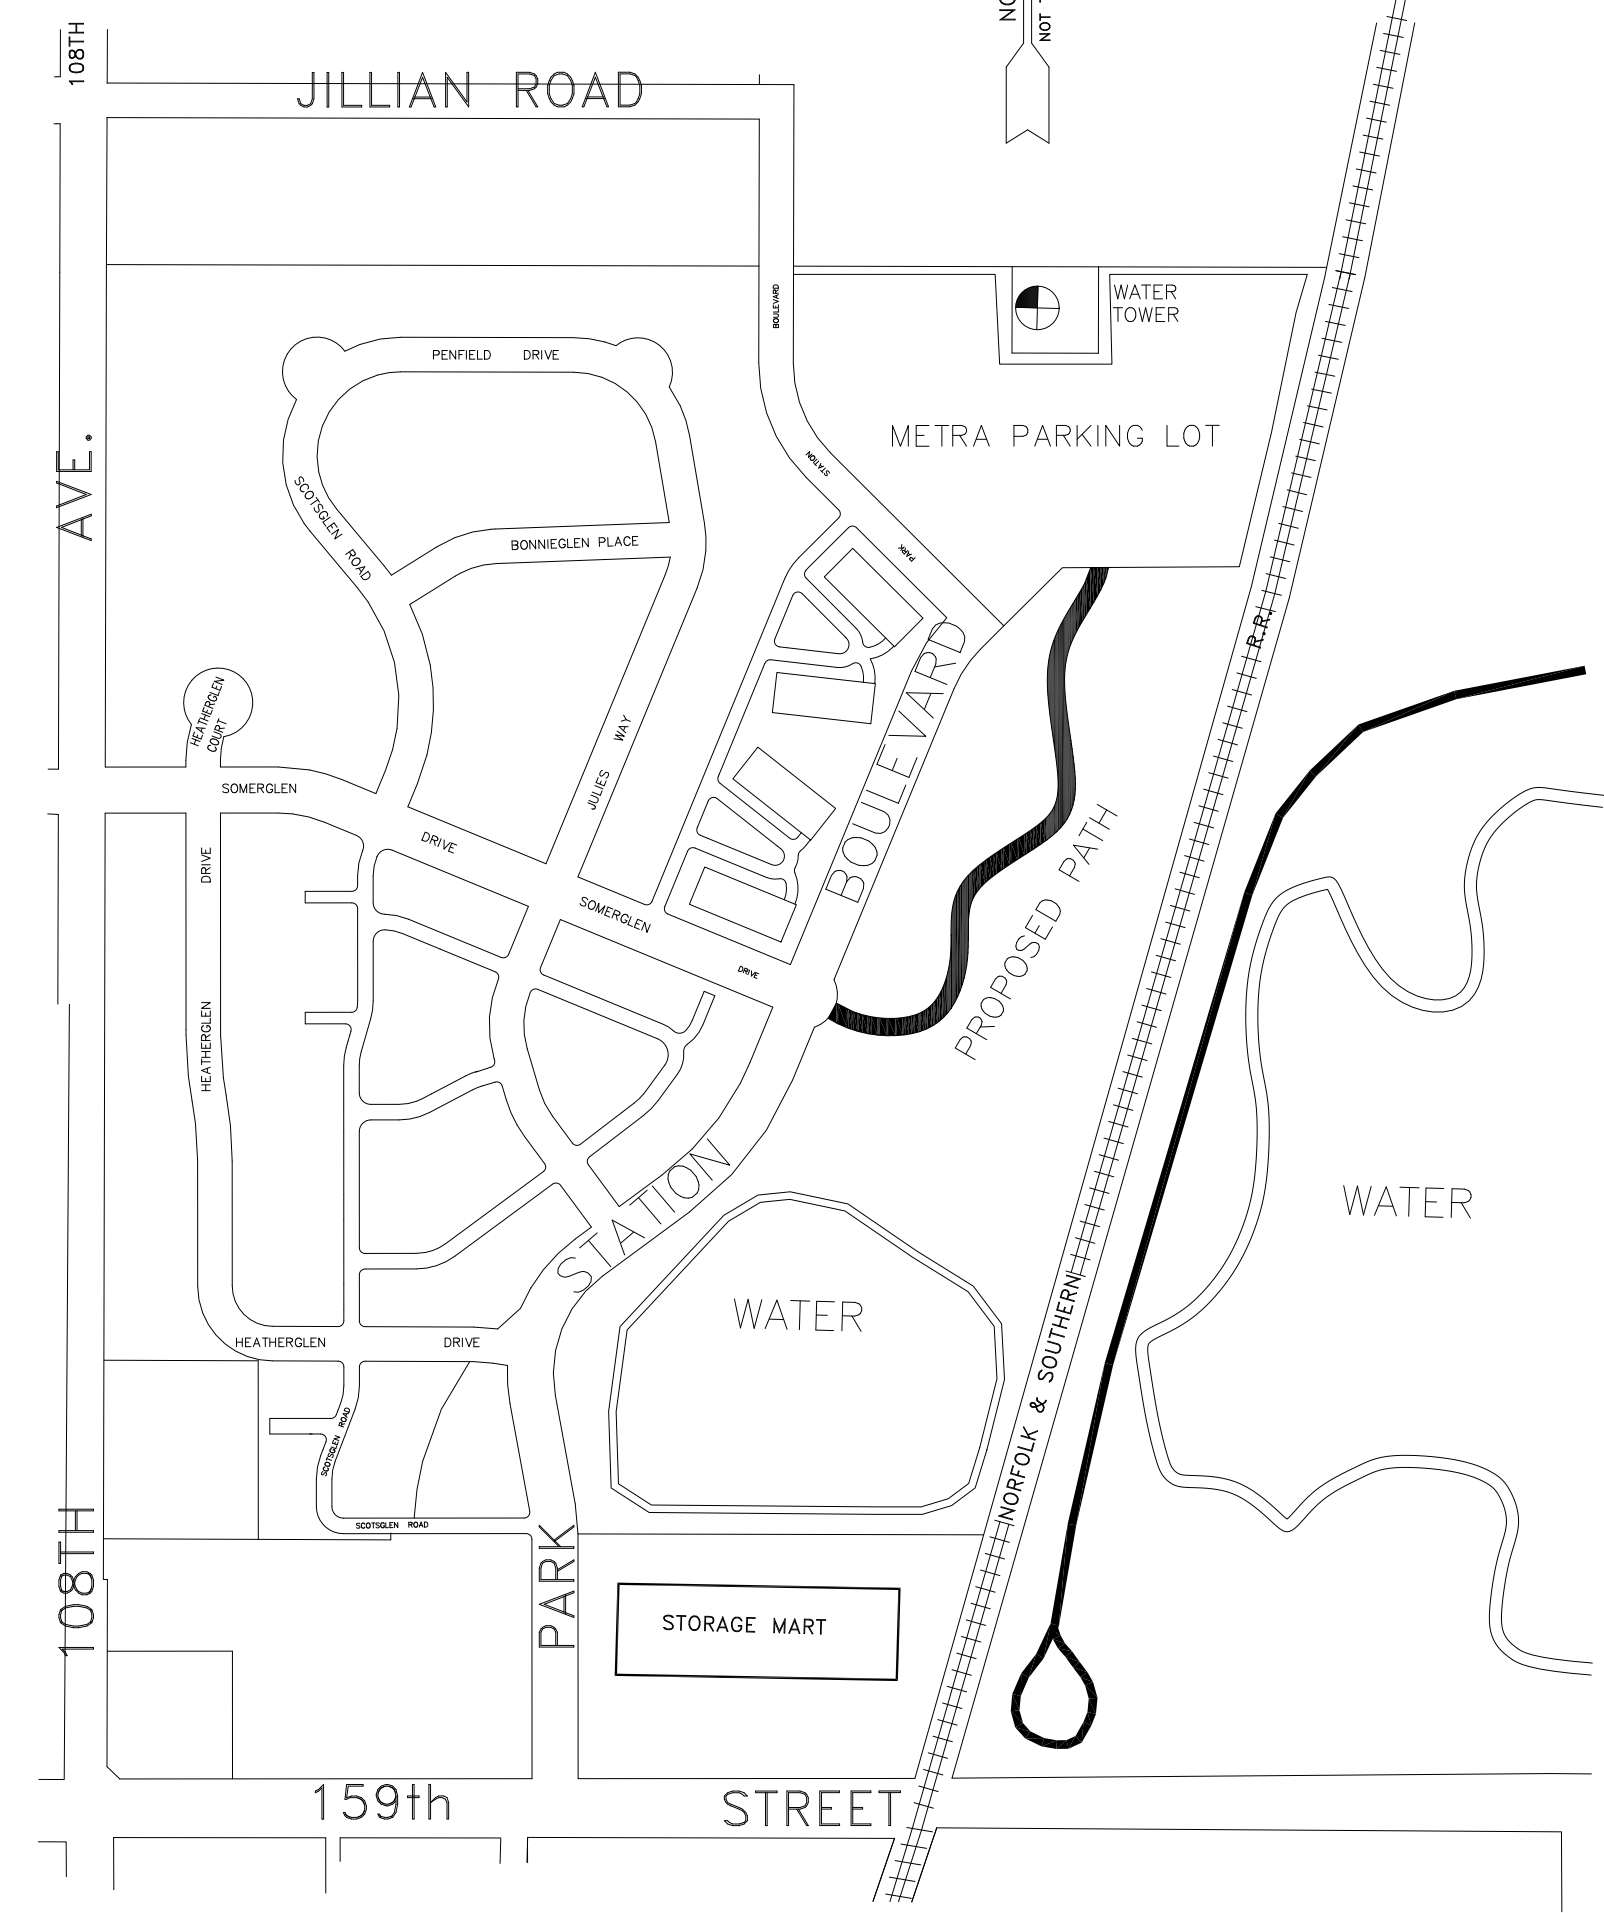 NO
NOT
108TH
JILLIAN ROAD
BOULEVARD
WATER
TOWER
PENFIELD DRIVE
METRA PARKING LOT
AVE.
STATION
SCOTSGLEN ROAD
BONNIEGLEN PLACE
PARK
R.R.
BOULEVARD
HEATHERGLEN
COURT
JULIES WAY
SOMERGLEN
DRIVE
DRIVE
SOMERGLEN
DRIVE
PROPOSED PATH
HEATHERGLEN
STATION
WATER
WATER
NORFOLK & SOUTHERN
HEATHERGLEN DRIVE
SCOTSGLEN ROAD
SCOTSGLEN ROAD
108TH
PARK
STORAGE MART
159th STREET